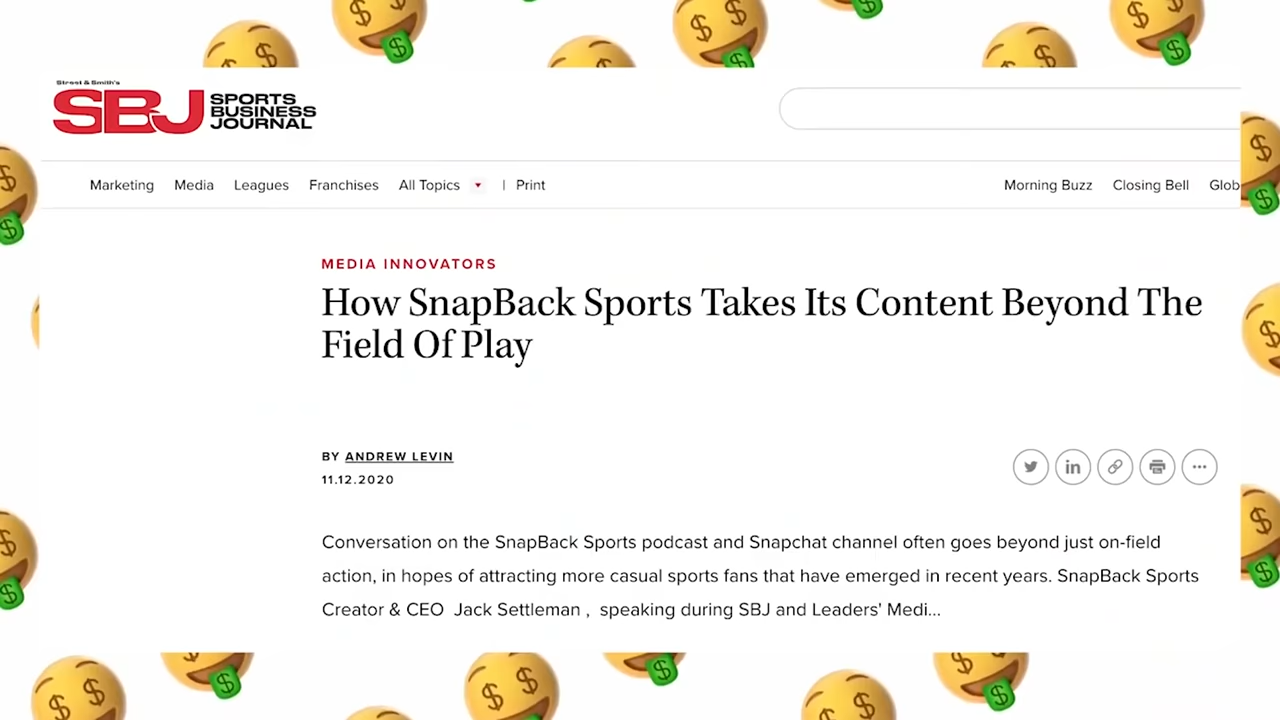 Street & Smith's
SBJ SPORTS
BUSINESS
JOURNAL
Marketing Media Leagues Franchises All Topics | Print Morning Buzz Closing Bell Glob
MEDIA INNOVATORS
How SnapBack Sports Takes Its Content Beyond The
Field Of Play
BY ANDREW LEVIN
11.12.2020
Conversation on the SnapBack Sports podcast and Snapchat channel often goes beyond just on-field
action, in hopes of attracting more casual sports fans that have emerged in recent years. SnapBack Sports
Creator & CEO Jack Settleman , speaking during SBJ and Leaders' Medi...